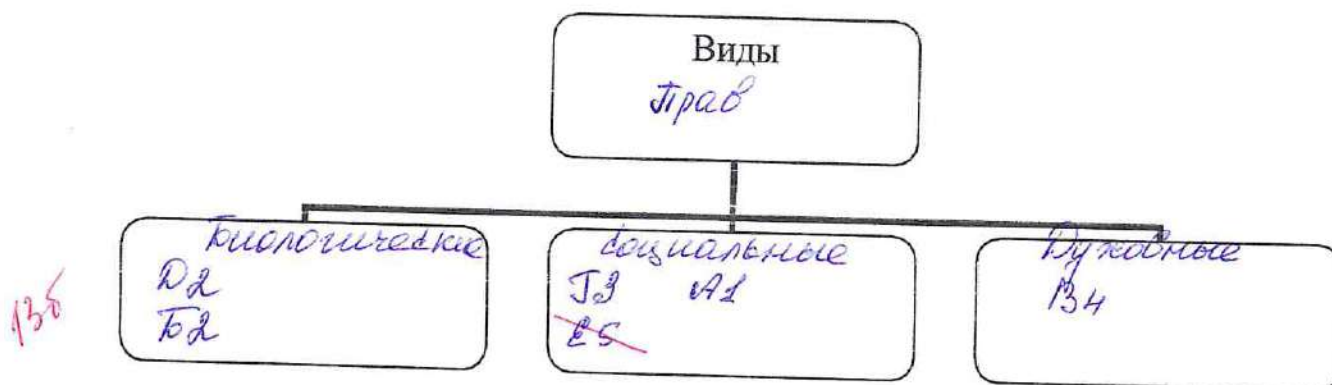 Виды
Прав
Биологические
Д2
Б2
Социальные
Г3 А1
Е5
Духовные
В4
13б